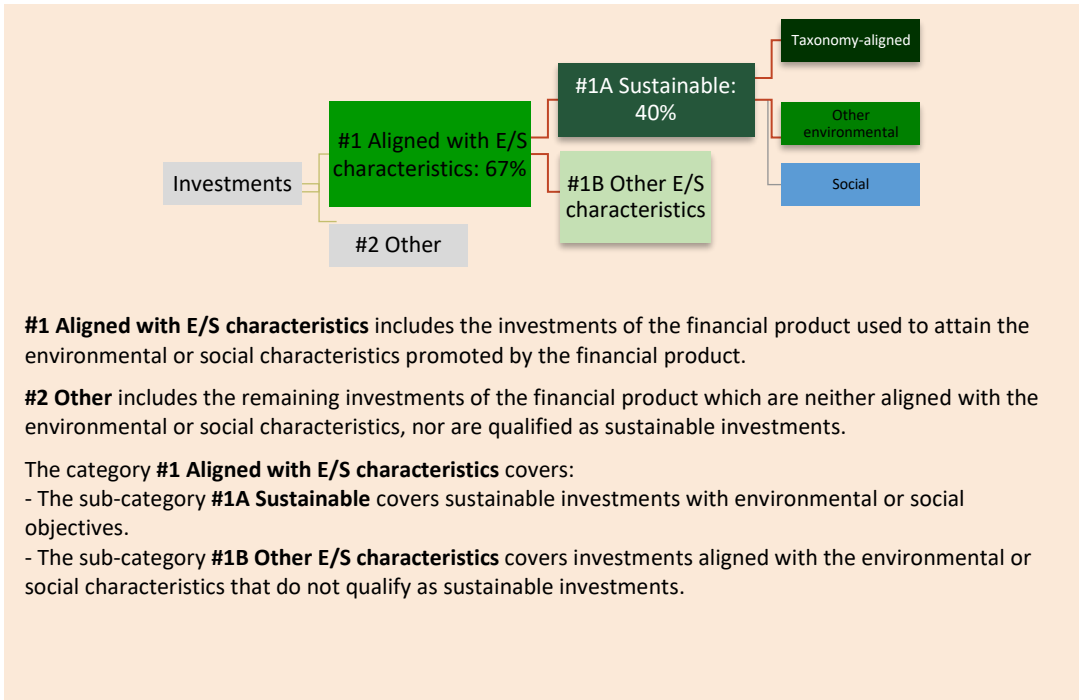 Taxonomy-aligned
#1A Sustainable:
40%
#1 Aligned with E/S
characteristics: 67%
Other
environmental
Investments
#1B Other E/S
characteristics
Social
#2 Other
#1 Aligned with E/S characteristics includes the investments of the financial product used to attain the
environmental or social characteristics promoted by the financial product.
#2 Other includes the remaining investments of the financial product which are neither aligned with the
environmental or social characteristics, nor are qualified as sustainable investments.
The category #1 Aligned with E/S characteristics covers:
- The sub-category #1A Sustainable covers sustainable investments with environmental or social
objectives.
- The sub-category #1B Other E/S characteristics covers investments aligned with the environmental or
social characteristics that do not qualify as sustainable investments.